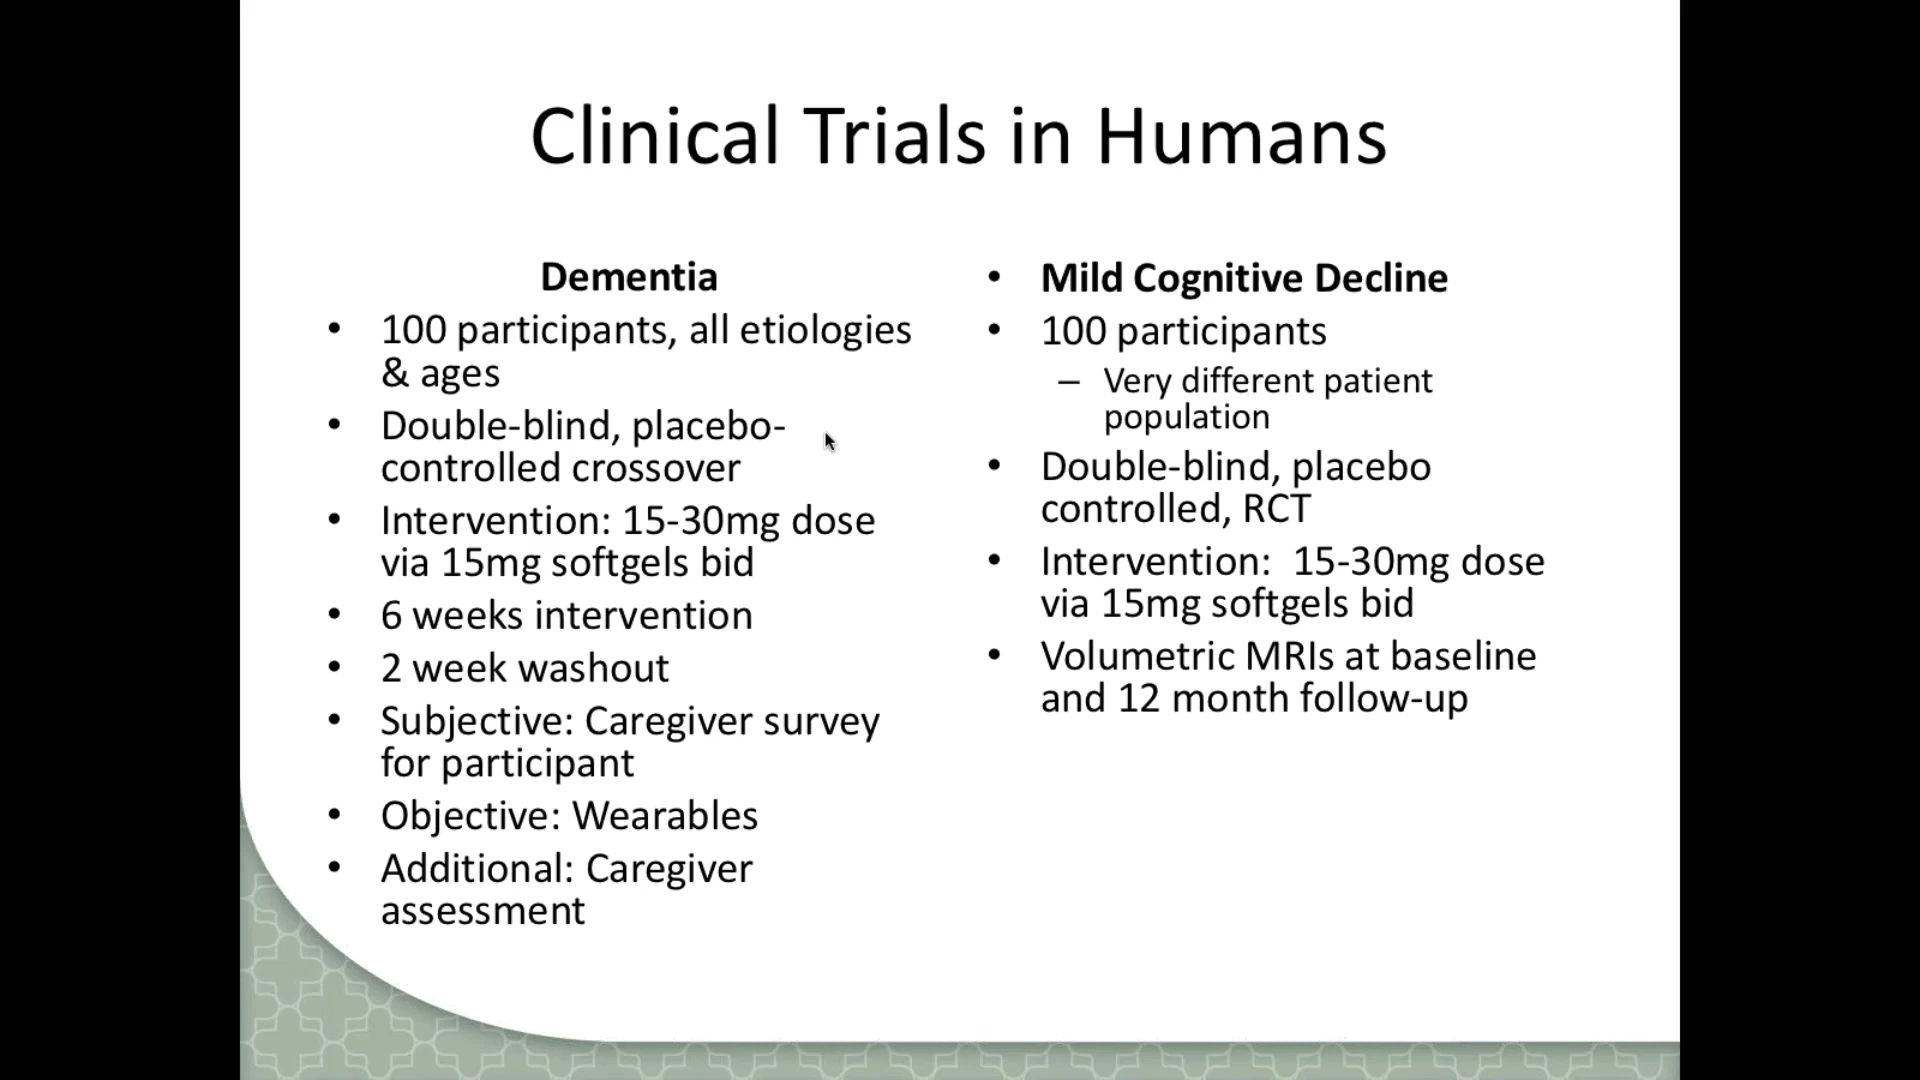 Clinical Trials in Humans
Dementia
• 100 participants, all etiologies
& ages
• Double-blind, placebo-
controlled crossover
• Intervention: 15-30mg dose
via 15mg softgels bid
• 6 weeks intervention
• 2 week washout
• Subjective: Caregiver survey
for participant
• Objective: Wearables
• Additional: Caregiver
assessment
• Mild Cognitive Decline
• 100 participants
– Very different patient
population
• Double-blind, placebo
controlled, RCT
• Intervention:  15-30mg dose
via 15mg softgels bid
• Volumetric MRIs at baseline
and 12 month follow-up